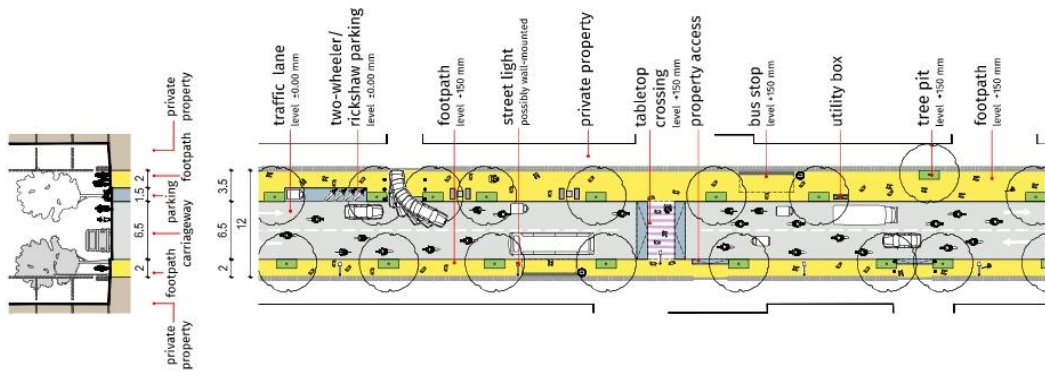 private
property
footpath
parking
carriageway
footpath
private
property
2
1.5
6.5
2
traffic lane
level ±0.00 mm
two-wheeler/
rickshaw parking
level ±0.00 mm
footpath
level +150 mm
street light
possibly wall-mounted
private property
tabletop
crossing
level +150 mm
property access
bus stop
level +150 mm
utility box
tree pit
level +150 mm
footpath
level +150 mm
3.5
6.5
2
12